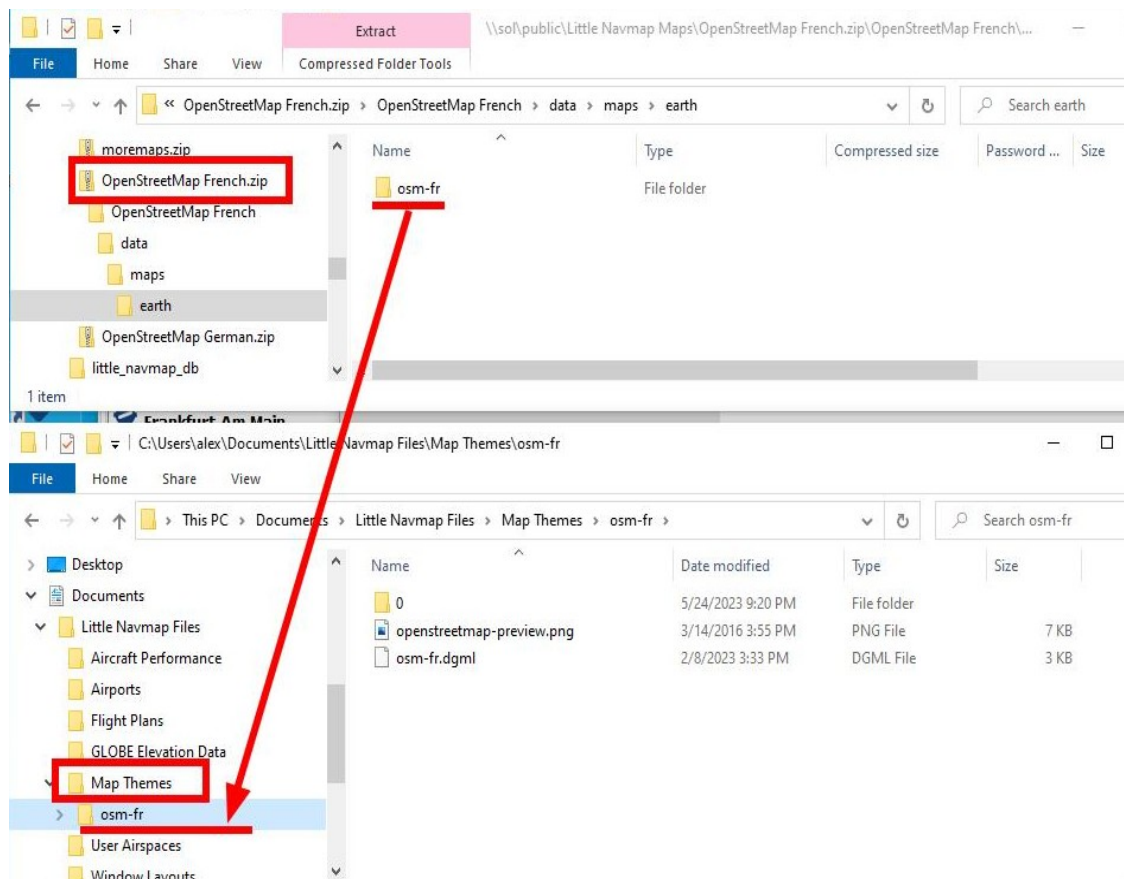 Extract
\\sol\public\Little Navmap Maps\OpenStreetMap French.zip\OpenStreetMap French\...
File Home Share View Compressed Folder Tools
« OpenStreetMap French.zip > OpenStreetMap French > data > maps > earth
Search earth
moremaps.zip
OpenStreetMap French.zip
OpenStreetMap French
data
maps
earth
OpenStreetMap German.zip
little_navmap_db
Name Type Compressed size Password ... Size
osm-fr File folder
1 item
Frankfurt Am Main
C:\Users\alex\Documents\Little Navmap Files\Map Themes\osm-fr
File Home Share View
> This PC > Documents > Little Navmap Files > Map Themes > osm-fr >
Search osm-fr
Desktop
Documents
Little Navmap Files
Aircraft Performance
Airports
Flight Plans
GLOBE Elevation Data
Map Themes
osm-fr
User Airspaces
Window Layouts
Name Date modified Type Size
0 5/24/2023 9:20 PM File folder
openstreetmap-preview.png 3/14/2016 3:55 PM PNG File 7 KB
osm-fr.dgml 2/8/2023 3:33 PM DGML File 3 KB